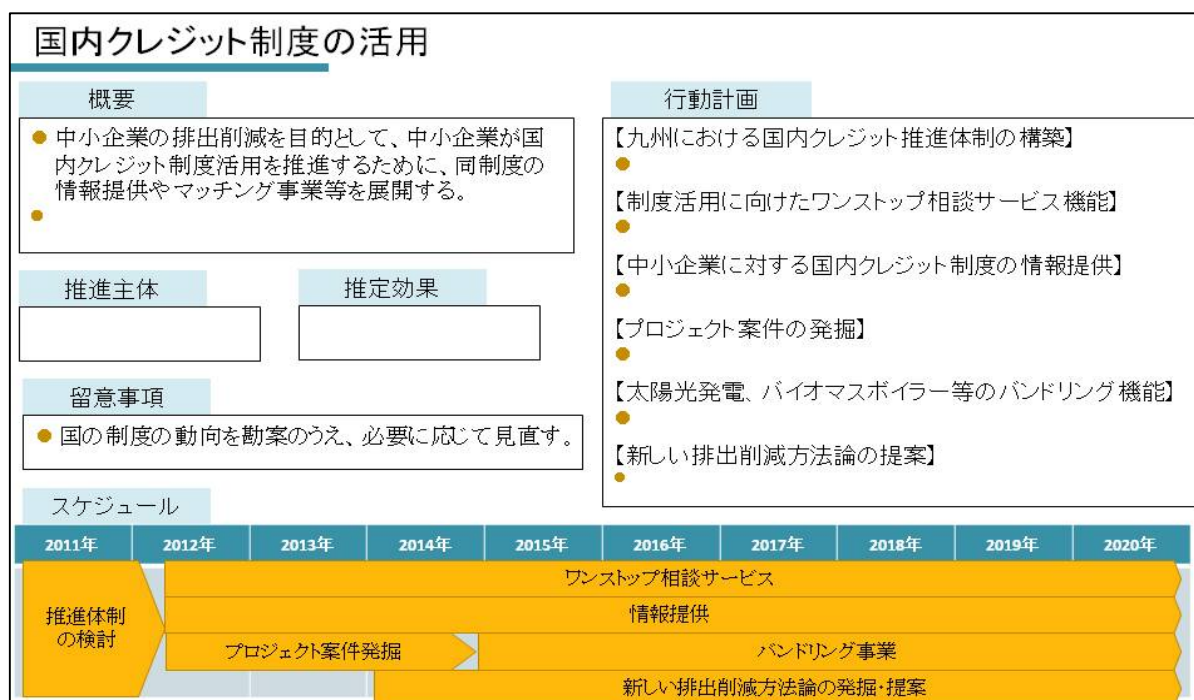 国内クレジット制度の活用
概要
● 中小企業の排出削減を目的として、中小企業が国
内クレジット制度活用を推進するために、同制度の
情報提供やマッチング事業等を展開する。
●
推進主体
推定効果
留意事項
● 国の制度の動向を勘案のうえ、必要に応じて見直す。
行動計画
【九州における国内クレジット推進体制の構築】
●
【制度活用に向けたワンストップ相談サービス機能】
●
【中小企業に対する国内クレジット制度の情報提供】
●
【プロジェクト案件の発掘】
●
【太陽光発電、バイオマスボイラー等のバンドリング機能】
●
【新しい排出削減方法論の提案】
●
スケジュール
2011年 2012年 2013年 2014年 2015年 2016年 2017年 2018年 2019年 2020年
推進体制
の検討
ワンストップ相談サービス
情報提供
プロジェクト案件発掘 バンドリング事業
新しい排出削減方法論の発掘・提案